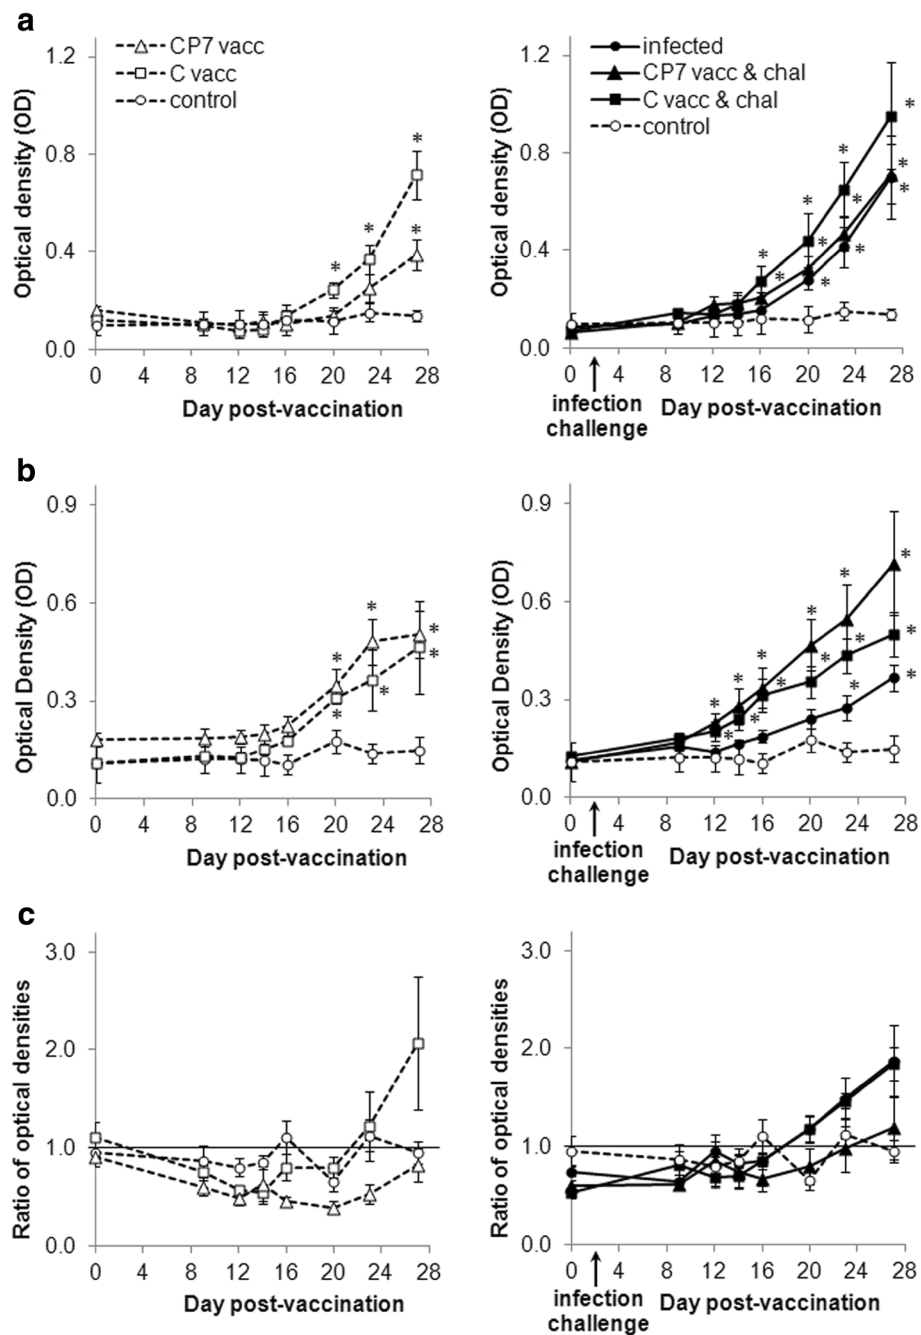 a
CP7 vacc
C vacc
control
1.2
0.8
0.4
0.0
Optical density (OD)
*
*
*
*
0 4 8 12 16 20 24 28
Day post-vaccination
infected
CP7 vacc & chal
C vacc & chal
control
1.2
0.8
0.4
0.0
Optical density (OD)
*
*
*
*
*
*
*
*
*
*
*
0 4 8 12 16 20 24 28
infection
challenge
Day post-vaccination
b
0.9
0.6
0.3
0.0
Optical Density (OD)
*
*
*
*
*
*
0 4 8 12 16 20 24 28
Day post-vaccination
0.9
0.6
0.3
0.0
Optical Density (OD)
*
*
*
*
*
*
*
*
*
*
*
*
*
*
0 4 8 12 16 20 24 28
infection
challenge
Day post-vaccination
c
3.0
2.0
1.0
0.0
Ratio of optical densities
0 4 8 12 16 20 24 28
Day post-vaccination
3.0
2.0
1.0
0.0
Ratio of optical densities
0 4 8 12 16 20 24 28
infection
challenge
Day post-vaccination